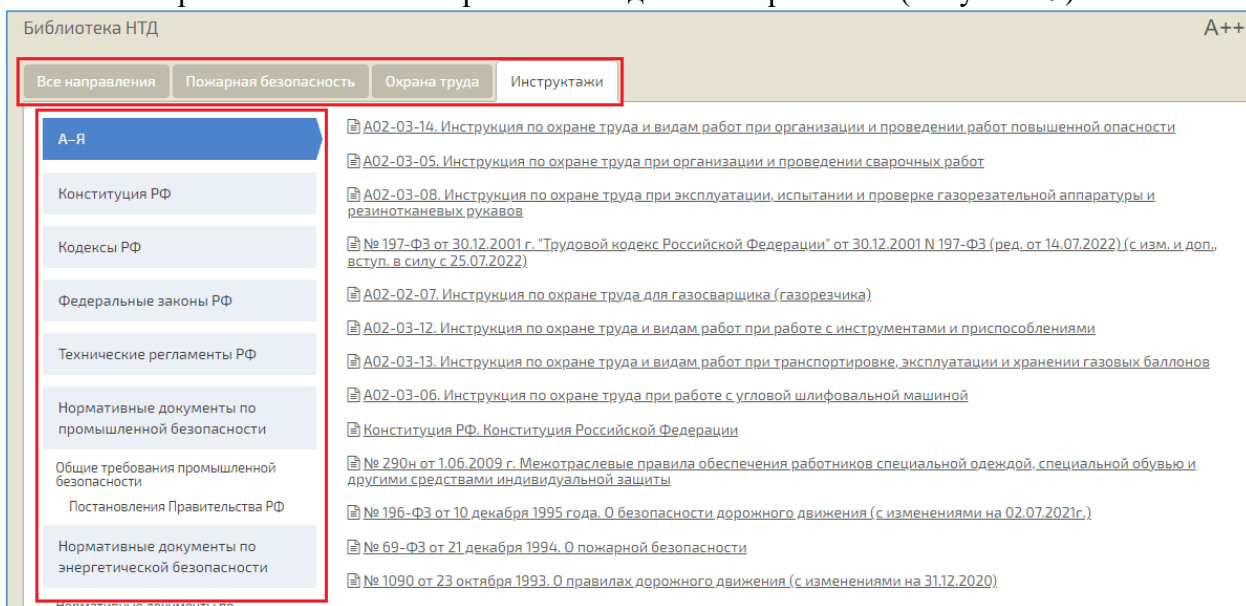 Библиотека НТД
A++
Все направления
Пожарная безопасность
Охрана труда
Инструктажи
А–Я
Конституция РФ
Кодексы РФ
Федеральные законы РФ
Технические регламенты РФ
Нормативные документы по
промышленной безопасности
Общие требования промышленной
безопасности
Постановления Правительства РФ
Нормативные документы по
энергетической безопасности
А02-03-14. Инструкция по охране труда и видам работ при организации и проведении работ повышенной опасности
А02-03-05. Инструкция по охране труда при организации и проведении сварочных работ
А02-03-08. Инструкция по охране труда при эксплуатации, испытании и проверке газорезательной аппаратуры и
резинотканевых рукавов
№ 197-ФЗ от 30.12.2001 г. "Трудовой кодекс Российской Федерации" от 30.12.2001 N 197-ФЗ (ред. от 14.07.2022) (с изм. и доп.,
вступ. в силу с 25.07.2022)
А02-02-07. Инструкция по охране труда для газосварщика (газорезчика)
А02-03-12. Инструкция по охране труда и видам работ при работе с инструментами и приспособлениями
А02-03-13. Инструкция по охране труда и видам работ при транспортировке, эксплуатации и хранении газовых баллонов
А02-03-06. Инструкция по охране труда при работе с угловой шлифовальной машиной
Конституция РФ. Конституция Российской Федерации
№ 290н от 1.06.2009 г. Межотраслевые правила обеспечения работников специальной одеждой, специальной обувью и
другими средствами индивидуальной защиты
№ 196-ФЗ от 10 декабря 1995 года. О безопасности дорожного движения (с изменениями на 02.07.2021г.)
№ 69-ФЗ от 21 декабря 1994. О пожарной безопасности
№ 1090 от 23 октября 1993. О правилах дорожного движения (с изменениями на 31.12.2020)